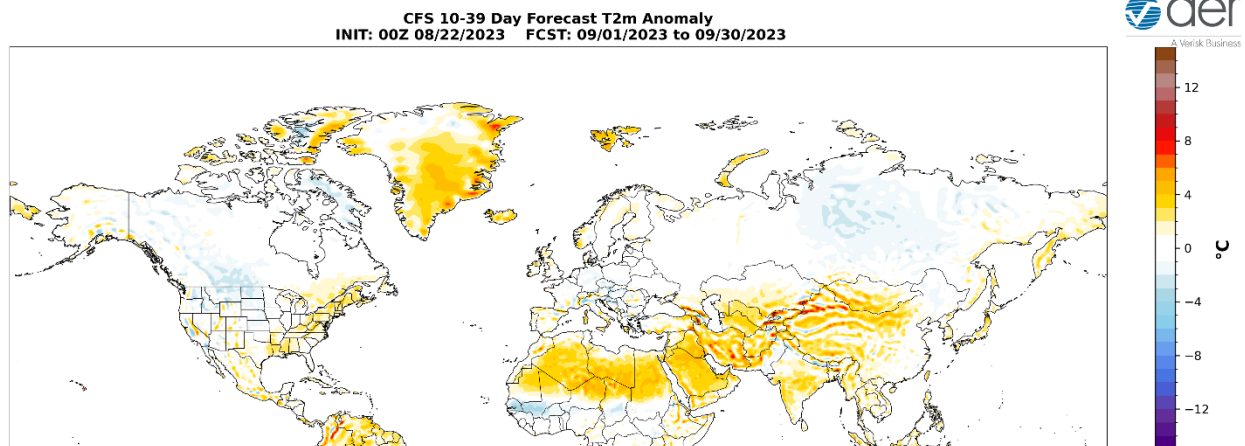 CFS 10-39 Day Forecast T2m Anomaly
INIT: 00Z 08/22/2023    FCST: 09/01/2023 to 09/30/2023
aer
A Verisk Business
12
8
4
0
−4
−8
−12
°C